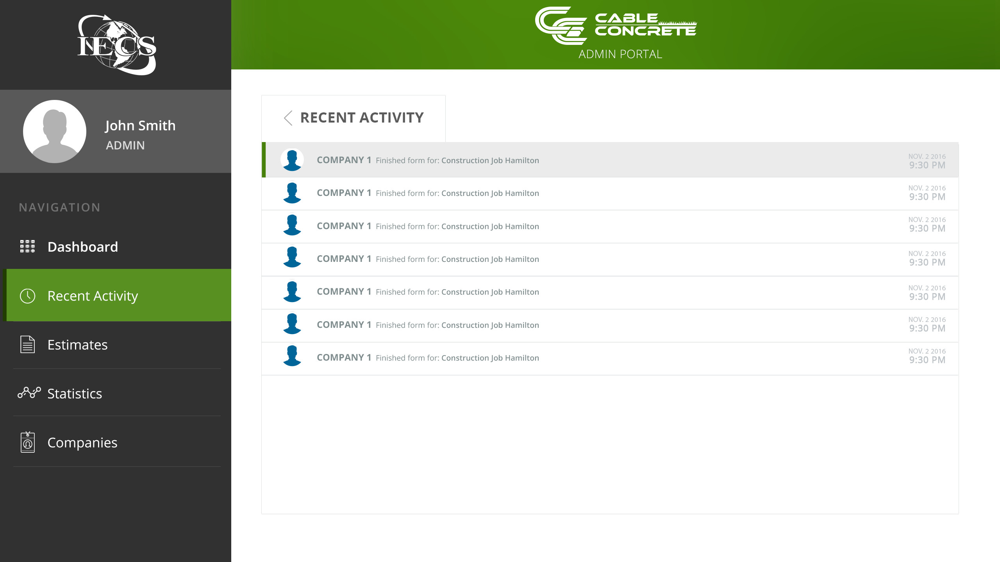 IECS
CABLE
CONCRETE
ADMIN PORTAL
John Smith
ADMIN
NAVIGATION
Dashboard
Recent Activity
Estimates
Statistics
Companies
RECENT ACTIVITY
COMPANY 1 Finished form for: Construction Job Hamilton
NOV. 2 2016
9:30 PM
COMPANY 1 Finished form for: Construction Job Hamilton
NOV. 2 2016
9:30 PM
COMPANY 1 Finished form for: Construction Job Hamilton
NOV. 2 2016
9:30 PM
COMPANY 1 Finished form for: Construction Job Hamilton
NOV. 2 2016
9:30 PM
COMPANY 1 Finished form for: Construction Job Hamilton
NOV. 2 2016
9:30 PM
COMPANY 1 Finished form for: Construction Job Hamilton
NOV. 2 2016
9:30 PM
COMPANY 1 Finished form for: Construction Job Hamilton
NOV. 2 2016
9:30 PM